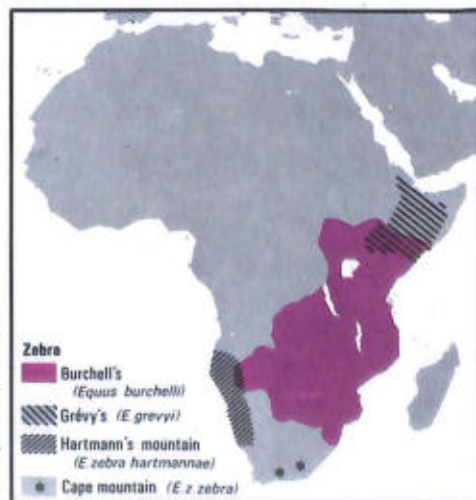 Zebra
Burchell's
(Equus burchelli)
Grévy's (E. grevyi)
Hartmann's mountain
(E. zebra hartmannae)
Cape mountain (E. z. zebra)